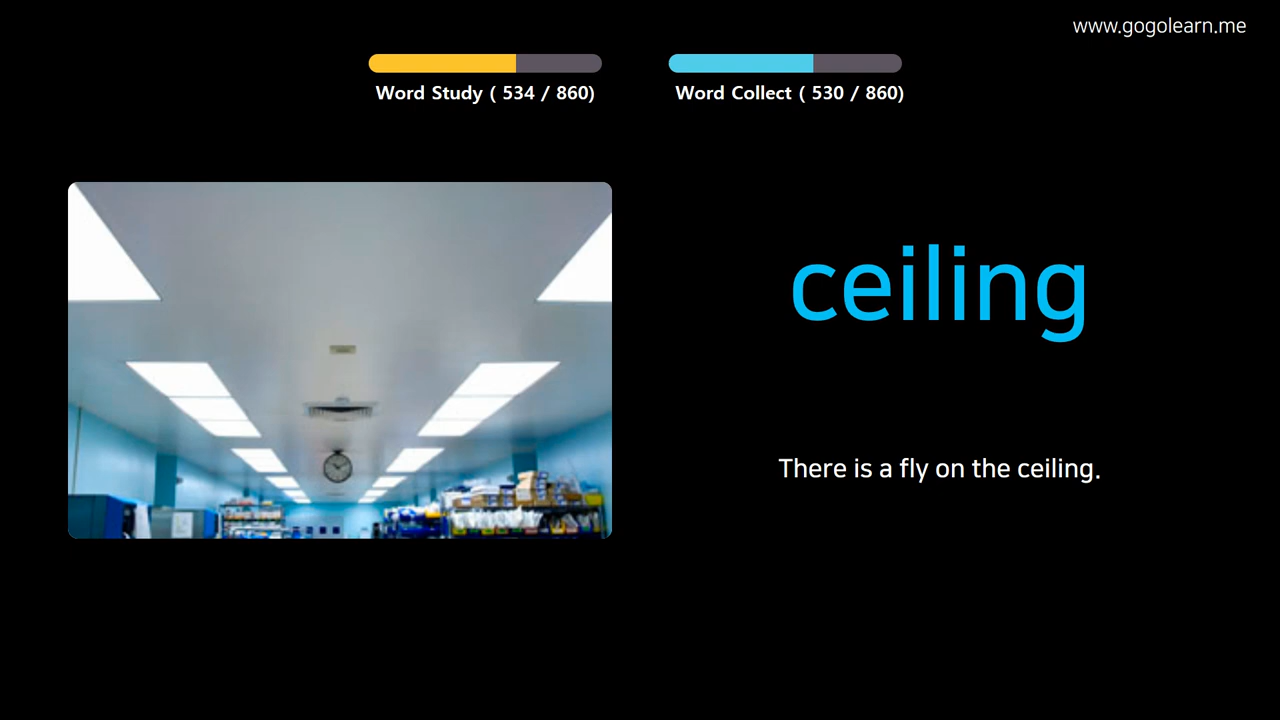 www.gogolearn.me
Word Study ( 534 / 860)
Word Collect ( 530 / 860)
ceiling
There is a fly on the ceiling.